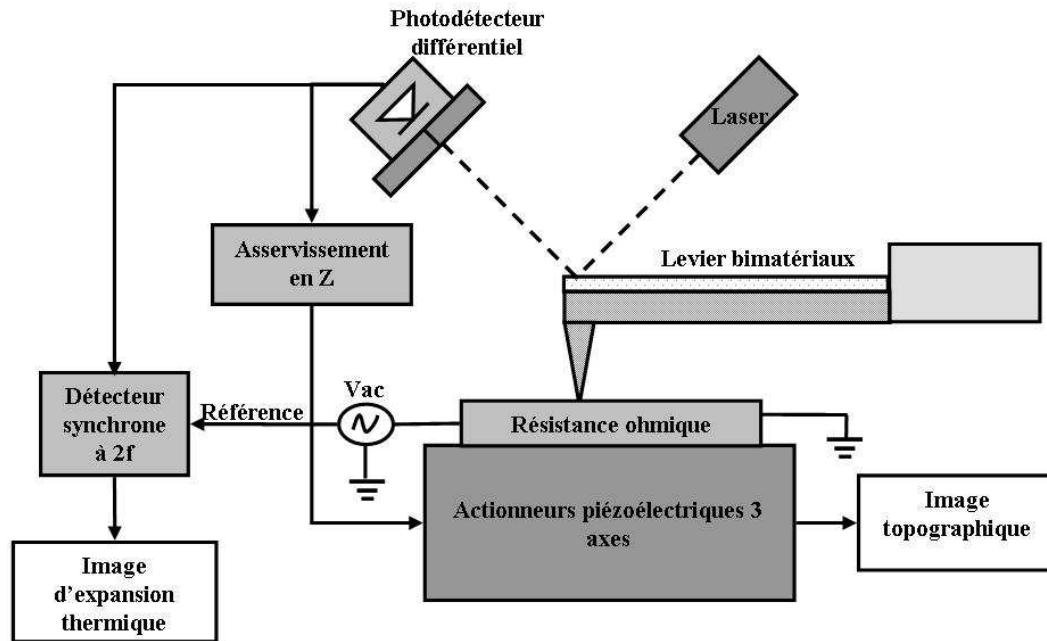 Photodétecteur
différentiel
Laser
Asservissement
en Z
Levier bimatériaux
Détecteur
synchrone
à 2f
Référence
Vac
Résistance ohmique
Actionneurs piézoélectriques 3
axes
Image
topographique
Image
d'expansion
thermique